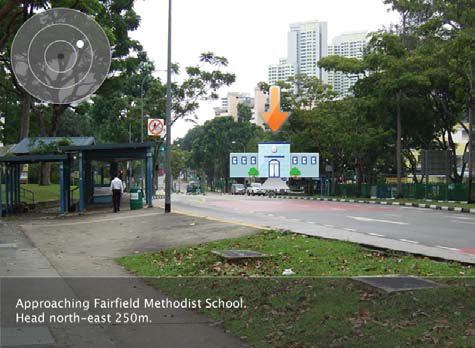 Approaching Fairfield Methodist School.
Head north-east 250m.